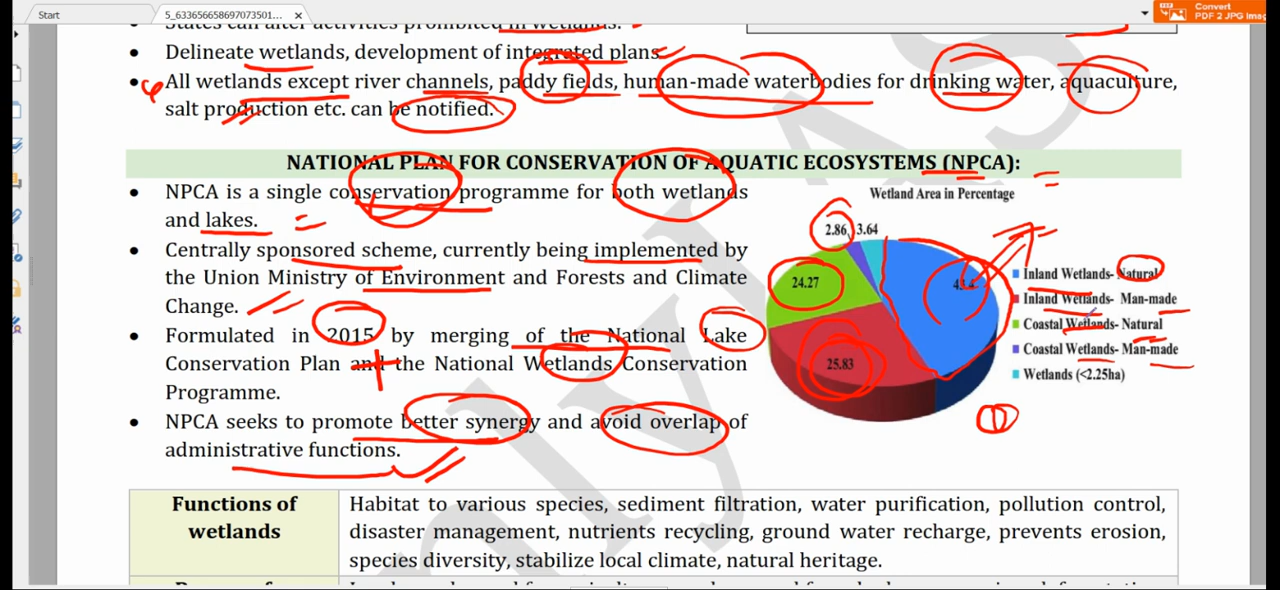 Start
5_633656658697073501...
Convert
PDF 2 JPG Imag
States can alter activities prohibited in wetlands.
Delineate wetlands, development of integrated plans
All wetlands except river channels, paddy fields, human-made waterbodies for drinking water, aquaculture,
salt production etc. can be notified.
NATIONAL PLAN FOR CONSERVATION OF AQUATIC ECOSYSTEMS (NPCA):
NPCA is a single conservation programme for both wetlands
and lakes.
Centrally sponsored scheme, currently being implemented by
the Union Ministry of Environment and Forests and Climate
Change.
Formulated in 2015 by merging of the National Lake
Conservation Plan and the National Wetlands Conservation
Programme.
NPCA seeks to promote better synergy and avoid overlap of
administrative functions.
Wetland Area in Percentage
2.86 3.64
24.27
25.83
Inland Wetlands- Natural
Inland Wetlands- Man-made
Coastal Wetlands- Natural
Coastal Wetlands- Man-made
Wetlands (<2.25ha)
Functions of
wetlands
Habitat to various species, sediment filtration, water purification, pollution control,
disaster management, nutrients recycling, ground water recharge, prevents erosion,
species diversity, stabilize local climate, natural heritage.